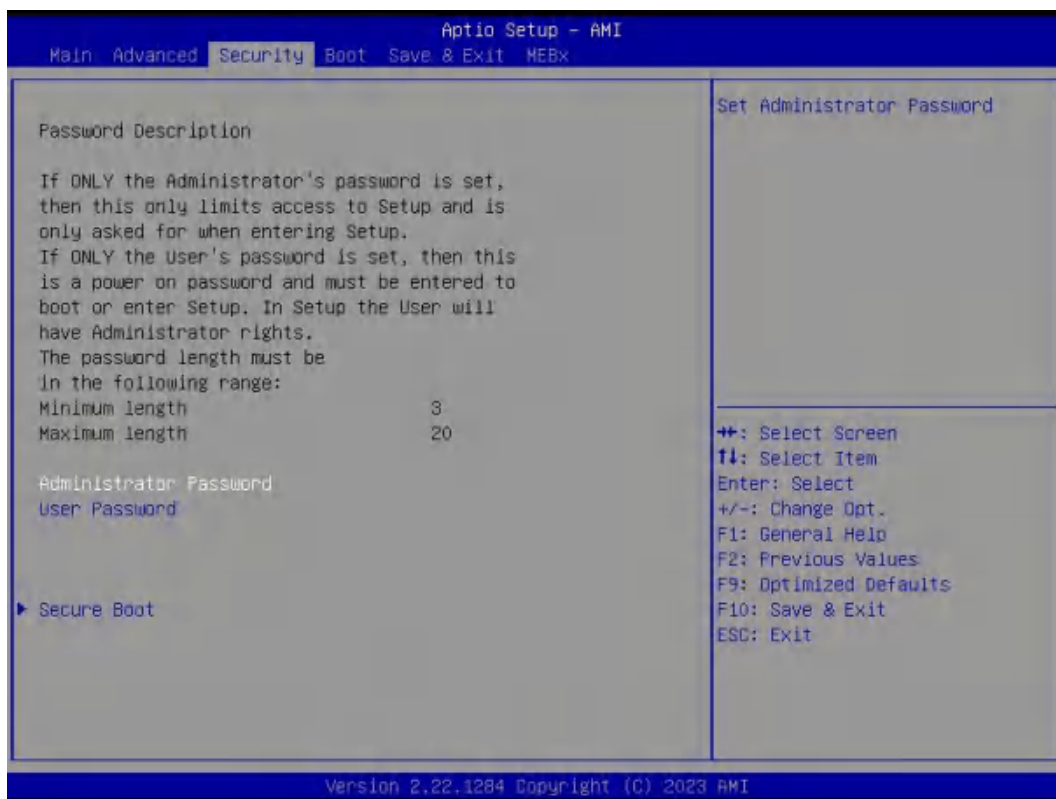 Aptio Setup - AMI
Main Advanced Security Boot Save & Exit MEBx
Password Description
If ONLY the Administrator's password is set,
then this only limits access to Setup and is
only asked for when entering Setup.
If ONLY the User's password is set, then this
is a power on password and must be entered to
boot or enter Setup. In Setup the User will
have Administrator rights.
The password length must be
in the following range:
Minimum length 3
Maximum length 20
Administrator Password
User Password
Secure Boot
Set Administrator Password
→←: Select Screen
↑↓: Select Item
Enter: Select
+/-: Change Opt.
F1: General Help
F2: Previous Values
F9: Optimized Defaults
F10: Save & Exit
ESC: Exit
Version 2.22.1284 Copyright (C) 2023 AMI